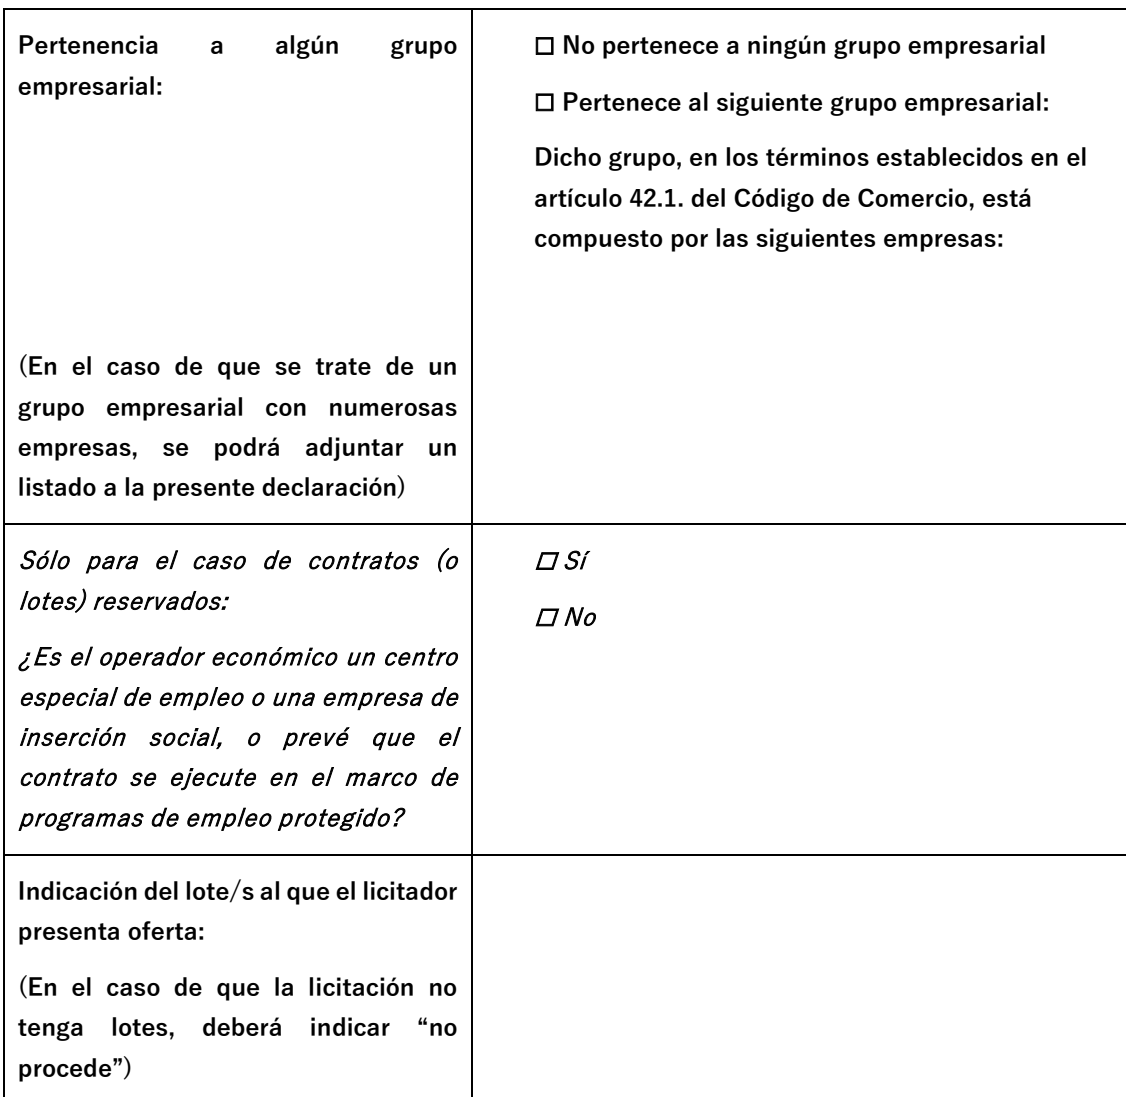 Pertenencia a algún grupo
empresarial:
(En el caso de que se trate de un
grupo empresarial con numerosas
empresas, se podrá adjuntar un
listado a la presente declaración)
☐ No pertenece a ningún grupo empresarial
☐ Pertenece al siguiente grupo empresarial:
Dicho grupo, en los términos establecidos en el
artículo 42.1. del Código de Comercio, está
compuesto por las siguientes empresas:
Sólo para el caso de contratos (o
lotes) reservados:
¿Es el operador económico un centro
especial de empleo o una empresa de
inserción social, o prevé que el
contrato se ejecute en el marco de
programas de empleo protegido?
☐ Sí
☐ No
Indicación del lote/s al que el licitador
presenta oferta:
(En el caso de que la licitación no
tenga lotes, deberá indicar “no
procede”)